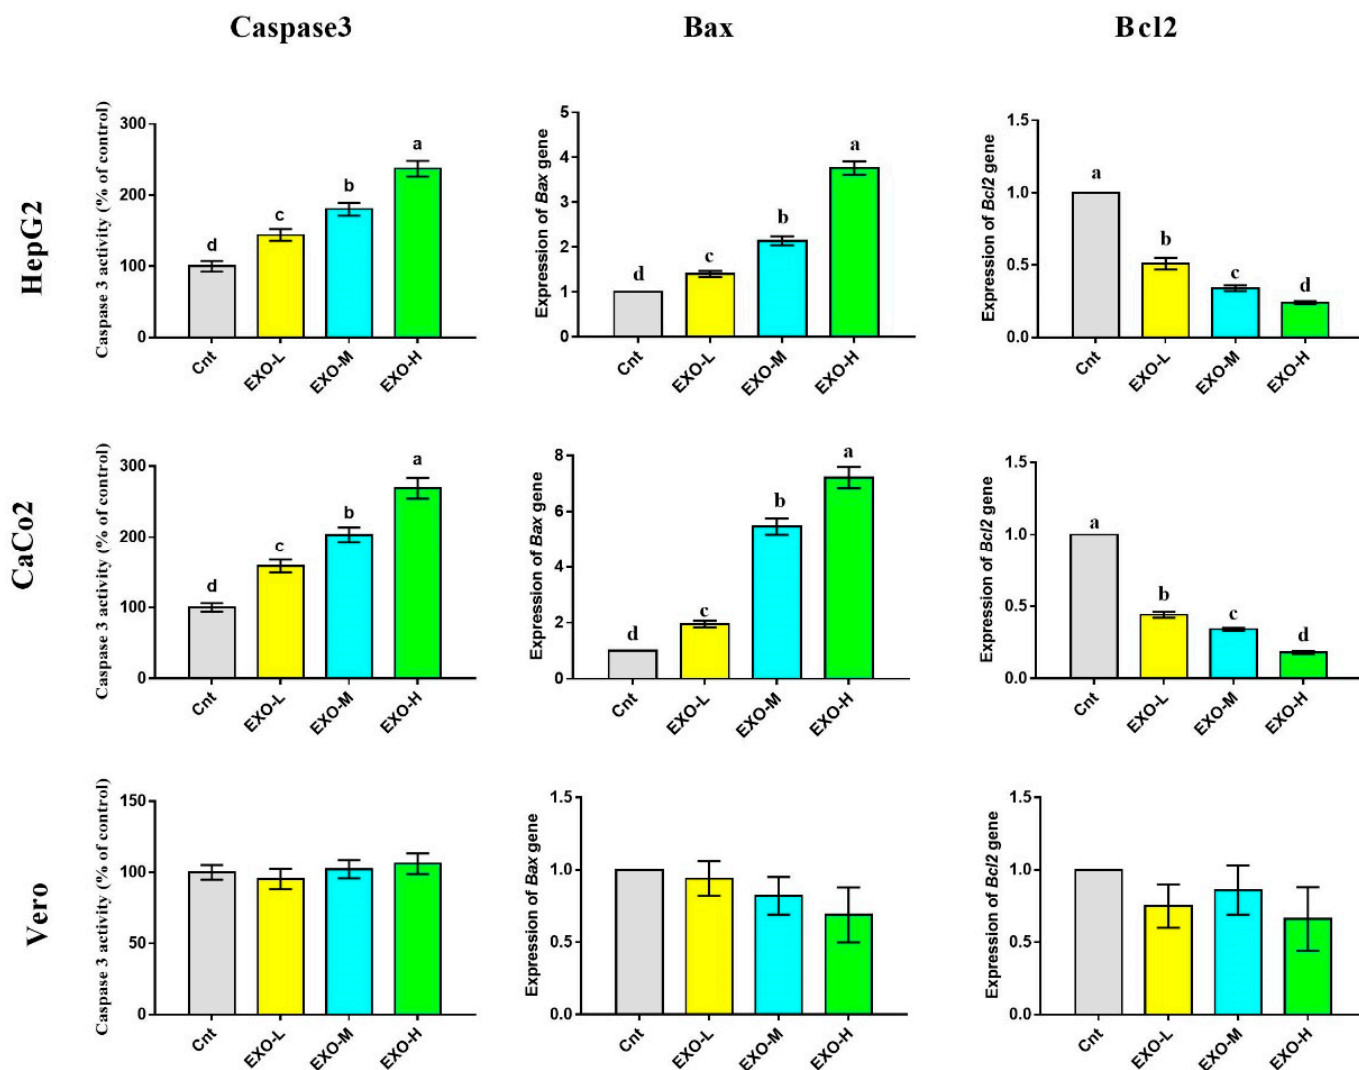 Caspase3
Bax
Bcl2
HepG2
Caspase 3 activity (% of control)
300
200
100
0
d
c
b
a
Cnt
EXO-L
EXO-M
EXO-H
Expression of Bax gene
5
4
3
2
1
0
d
c
b
a
Cnt
EXO-L
EXO-M
EXO-H
Expression of Bcl2 gene
1.5
1.0
0.5
0.0
a
b
c
d
Cnt
EXO-L
EXO-M
EXO-H
CaCo2
Caspase 3 activity (% of control)
300
200
100
0
d
c
b
a
Cnt
EXO-L
EXO-M
EXO-H
Expression of Bax gene
8
6
4
2
0
d
c
b
a
Cnt
EXO-L
EXO-M
EXO-H
Expression of Bcl2 gene
1.5
1.0
0.5
0.0
a
b
c
d
Cnt
EXO-L
EXO-M
EXO-H
Vero
Caspase 3 activity (% of control)
150
100
50
0
Cnt
EXO-L
EXO-M
EXO-H
Expression of Bax gene
1.5
1.0
0.5
0.0
Cnt
EXO-L
EXO-M
EXO-H
Expression of Bcl2 gene
1.5
1.0
0.5
0.0
Cnt
EXO-L
EXO-M
EXO-H